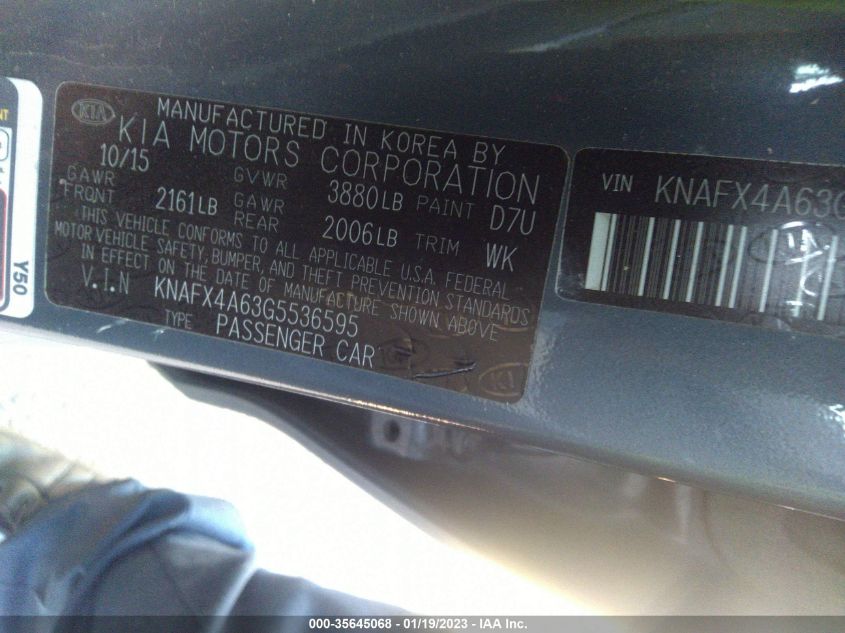 MANUFACTURED IN KOREA BY
KIA KIA MOTORS CORPORATION
10/15 GVWR 3880LB PAINT D7U
GAWR FRONT 2161LB GAWR REAR 2006LB TRIM WK
THIS VEHICLE CONFORMS TO ALL APPLICABLE U.S.A. FEDERAL
MOTOR VEHICLE SAFETY, BUMPER, AND THEFT PREVENTION STANDARDS
IN EFFECT ON THE DATE OF MANUFACTURE SHOWN ABOVE
V.I.N KNAFX4A63G5536595
TYPE PASSENGER CAR
VIN KNAFX4A63G
Y50
000-35645068 - 01/19/2023 - IAA Inc.